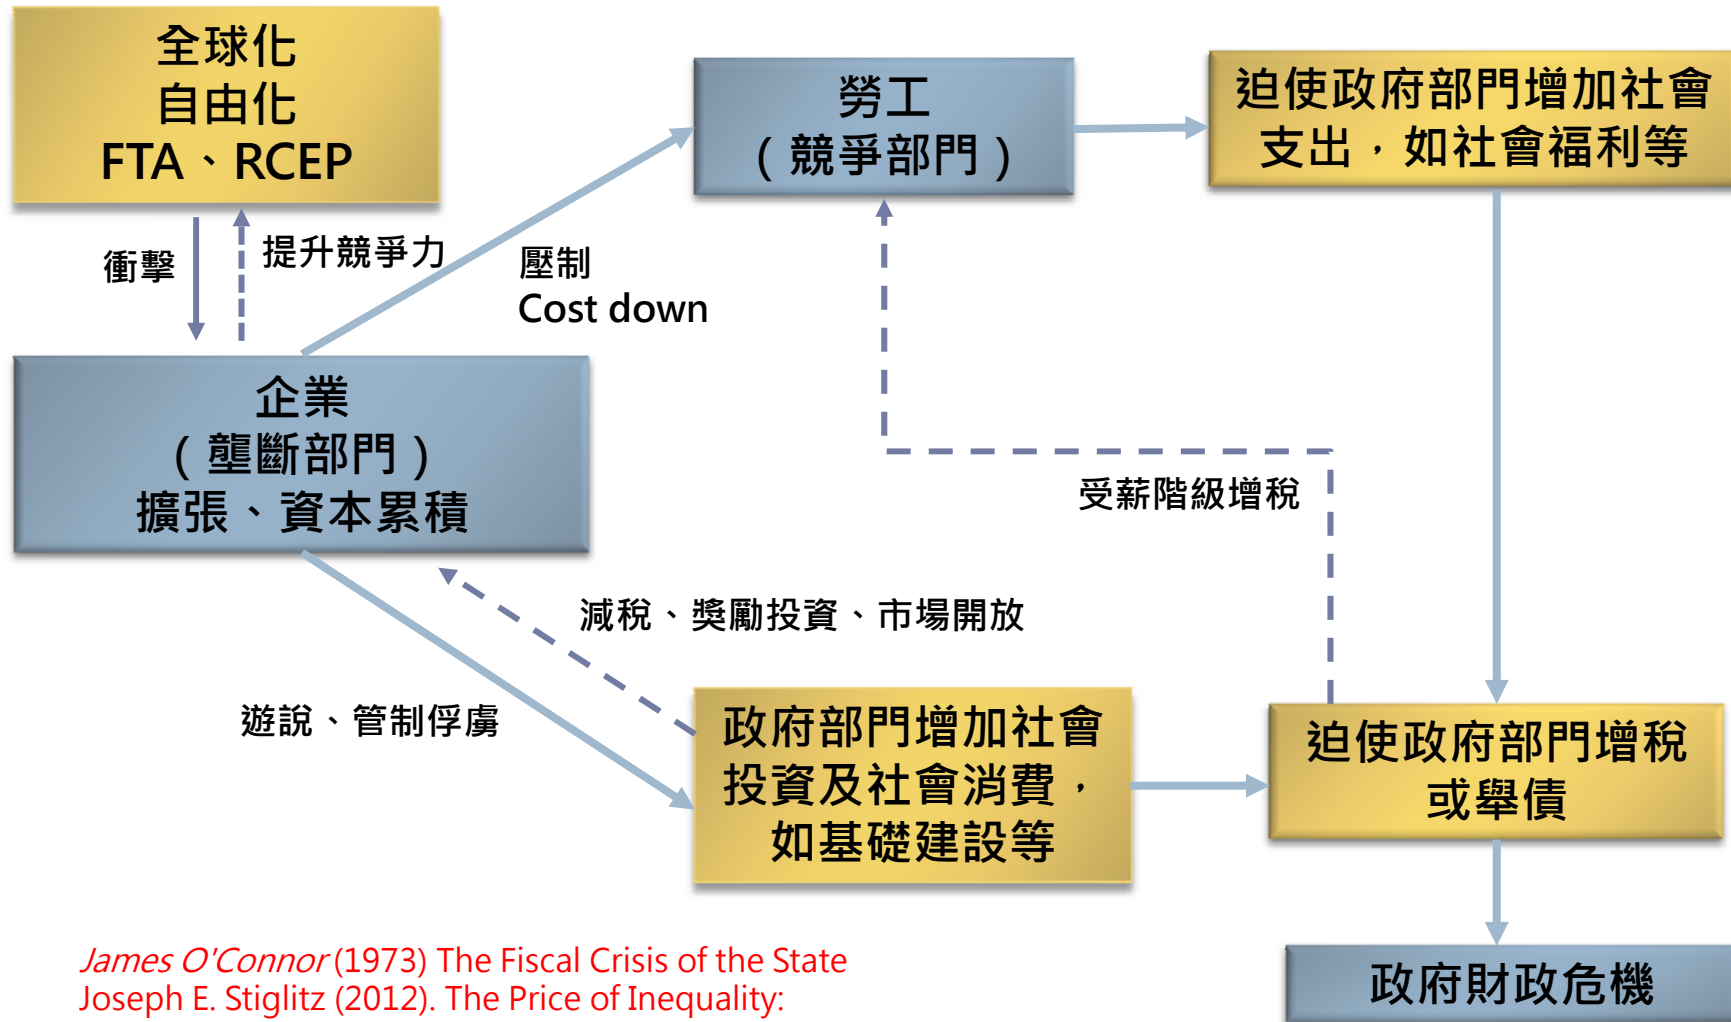 全球化
自由化
FTA、RCEP
勞工
（競爭部門）
迫使政府部門增加社會
支出，如社會福利等
衝擊
提升競爭力
壓制
Cost down
企業
（壟斷部門）
擴張、資本累積
受薪階級增稅
減稅、獎勵投資、市場開放
遊說、管制俘虜
政府部門增加社會
投資及社會消費，
如基礎建設等
迫使政府部門增稅
或舉債
政府財政危機
James O'Connor (1973) The Fiscal Crisis of the State
Joseph E. Stiglitz (2012). The Price of Inequality: